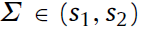 Σ ∈ (s₁, s₂)